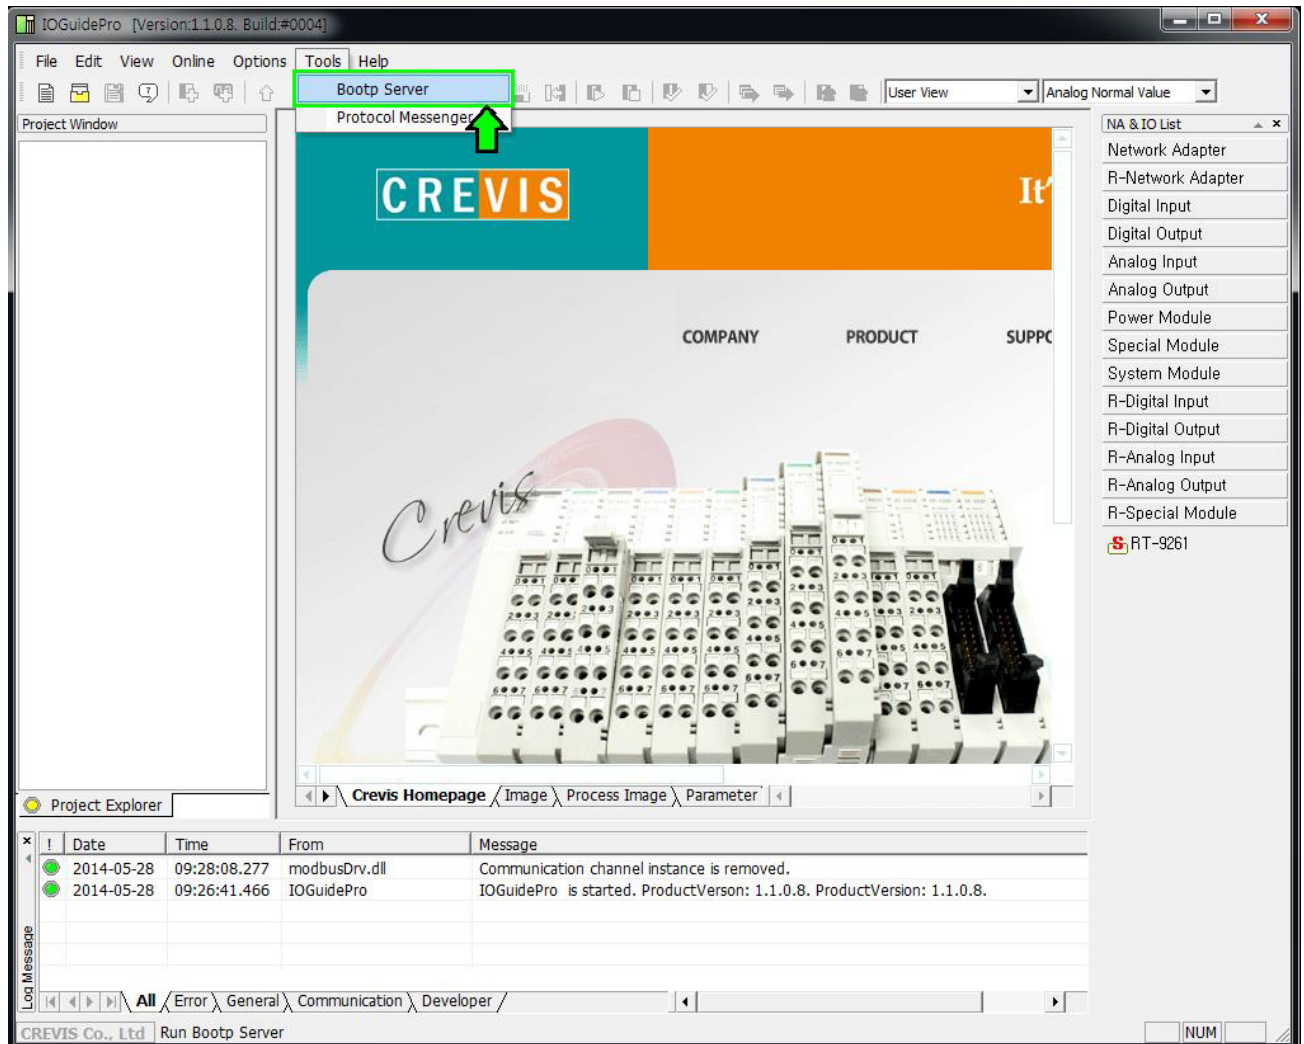 IOGuidePro [Version:1.1.0.8. Build:#0004]
File Edit View Online Options Tools Help
Bootp Server
User View
Analog Normal Value
Protocol Messenger
Project Window
NA & IO List
Network Adapter
R-Network Adapter
Digital Input
Digital Output
Analog Input
Analog Output
Power Module
Special Module
System Module
R-Digital Input
R-Digital Output
R-Analog Input
R-Analog Output
R-Special Module
RT-9261
CREVIS
It'
COMPANY PRODUCT SUPPC
Crevis
Project Explorer
Crevis Homepage Image Process Image Parameter
! Date Time From Message
2014-05-28 09:28:08.277 modbusDrv.dll Communication channel instance is removed.
2014-05-28 09:26:41.466 IOGuidePro IOGuidePro is started. ProductVerson: 1.1.0.8. ProductVersion: 1.1.0.8.
Log Message
All Error General Communication Developer
CREVIS Co., Ltd Run Bootp Server NUM